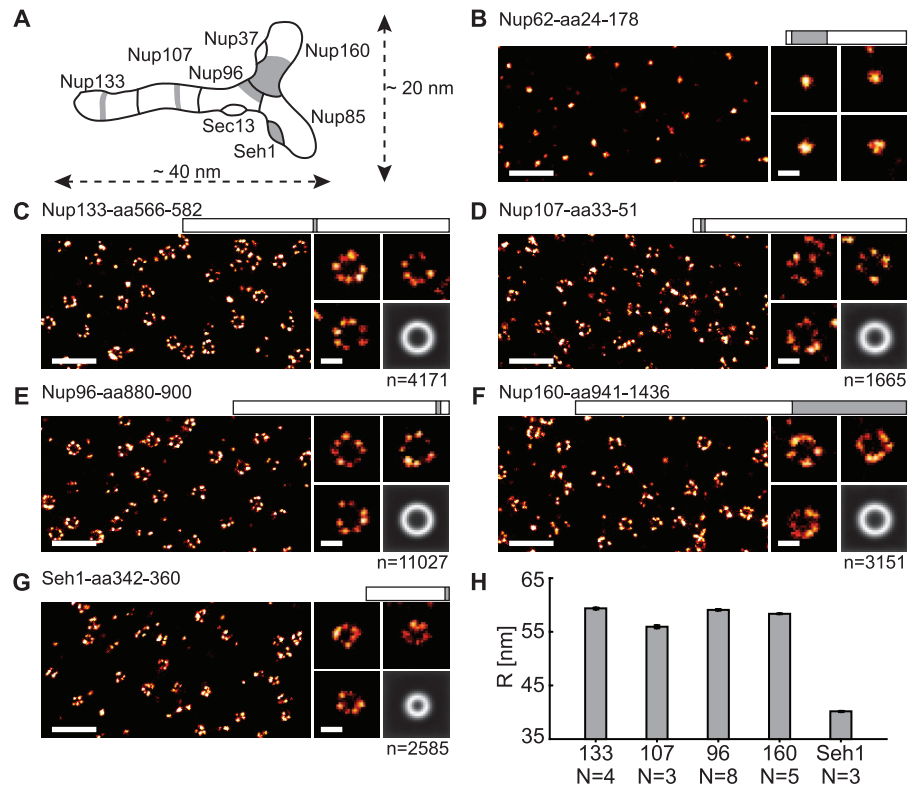 A
Nup37
Nup107
Nup160
Nup96
Nup133
~ 20 nm
Nup85
Sec13
Seh1
~ 40 nm
B Nup62-aa24-178
C Nup133-aa566-582
n=4171
D Nup107-aa33-51
n=1665
E Nup96-aa880-900
n=11027
F Nup160-aa941-1436
n=3151
G Seh1-aa342-360
n=2585
H
R [nm]
65
55
45
35
133 107 96 160 Seh1
N=4 N=3 N=8 N=5 N=3